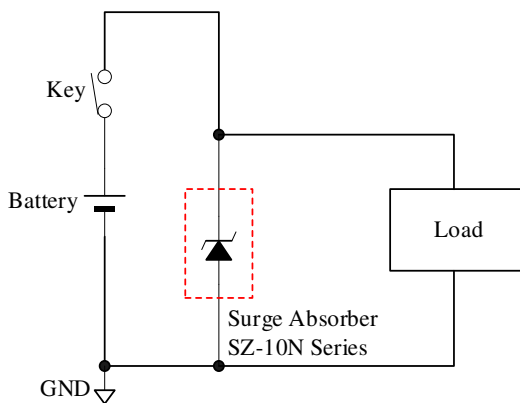 Key
Battery
Load
Surge Absorber
SZ-10N Series
GND